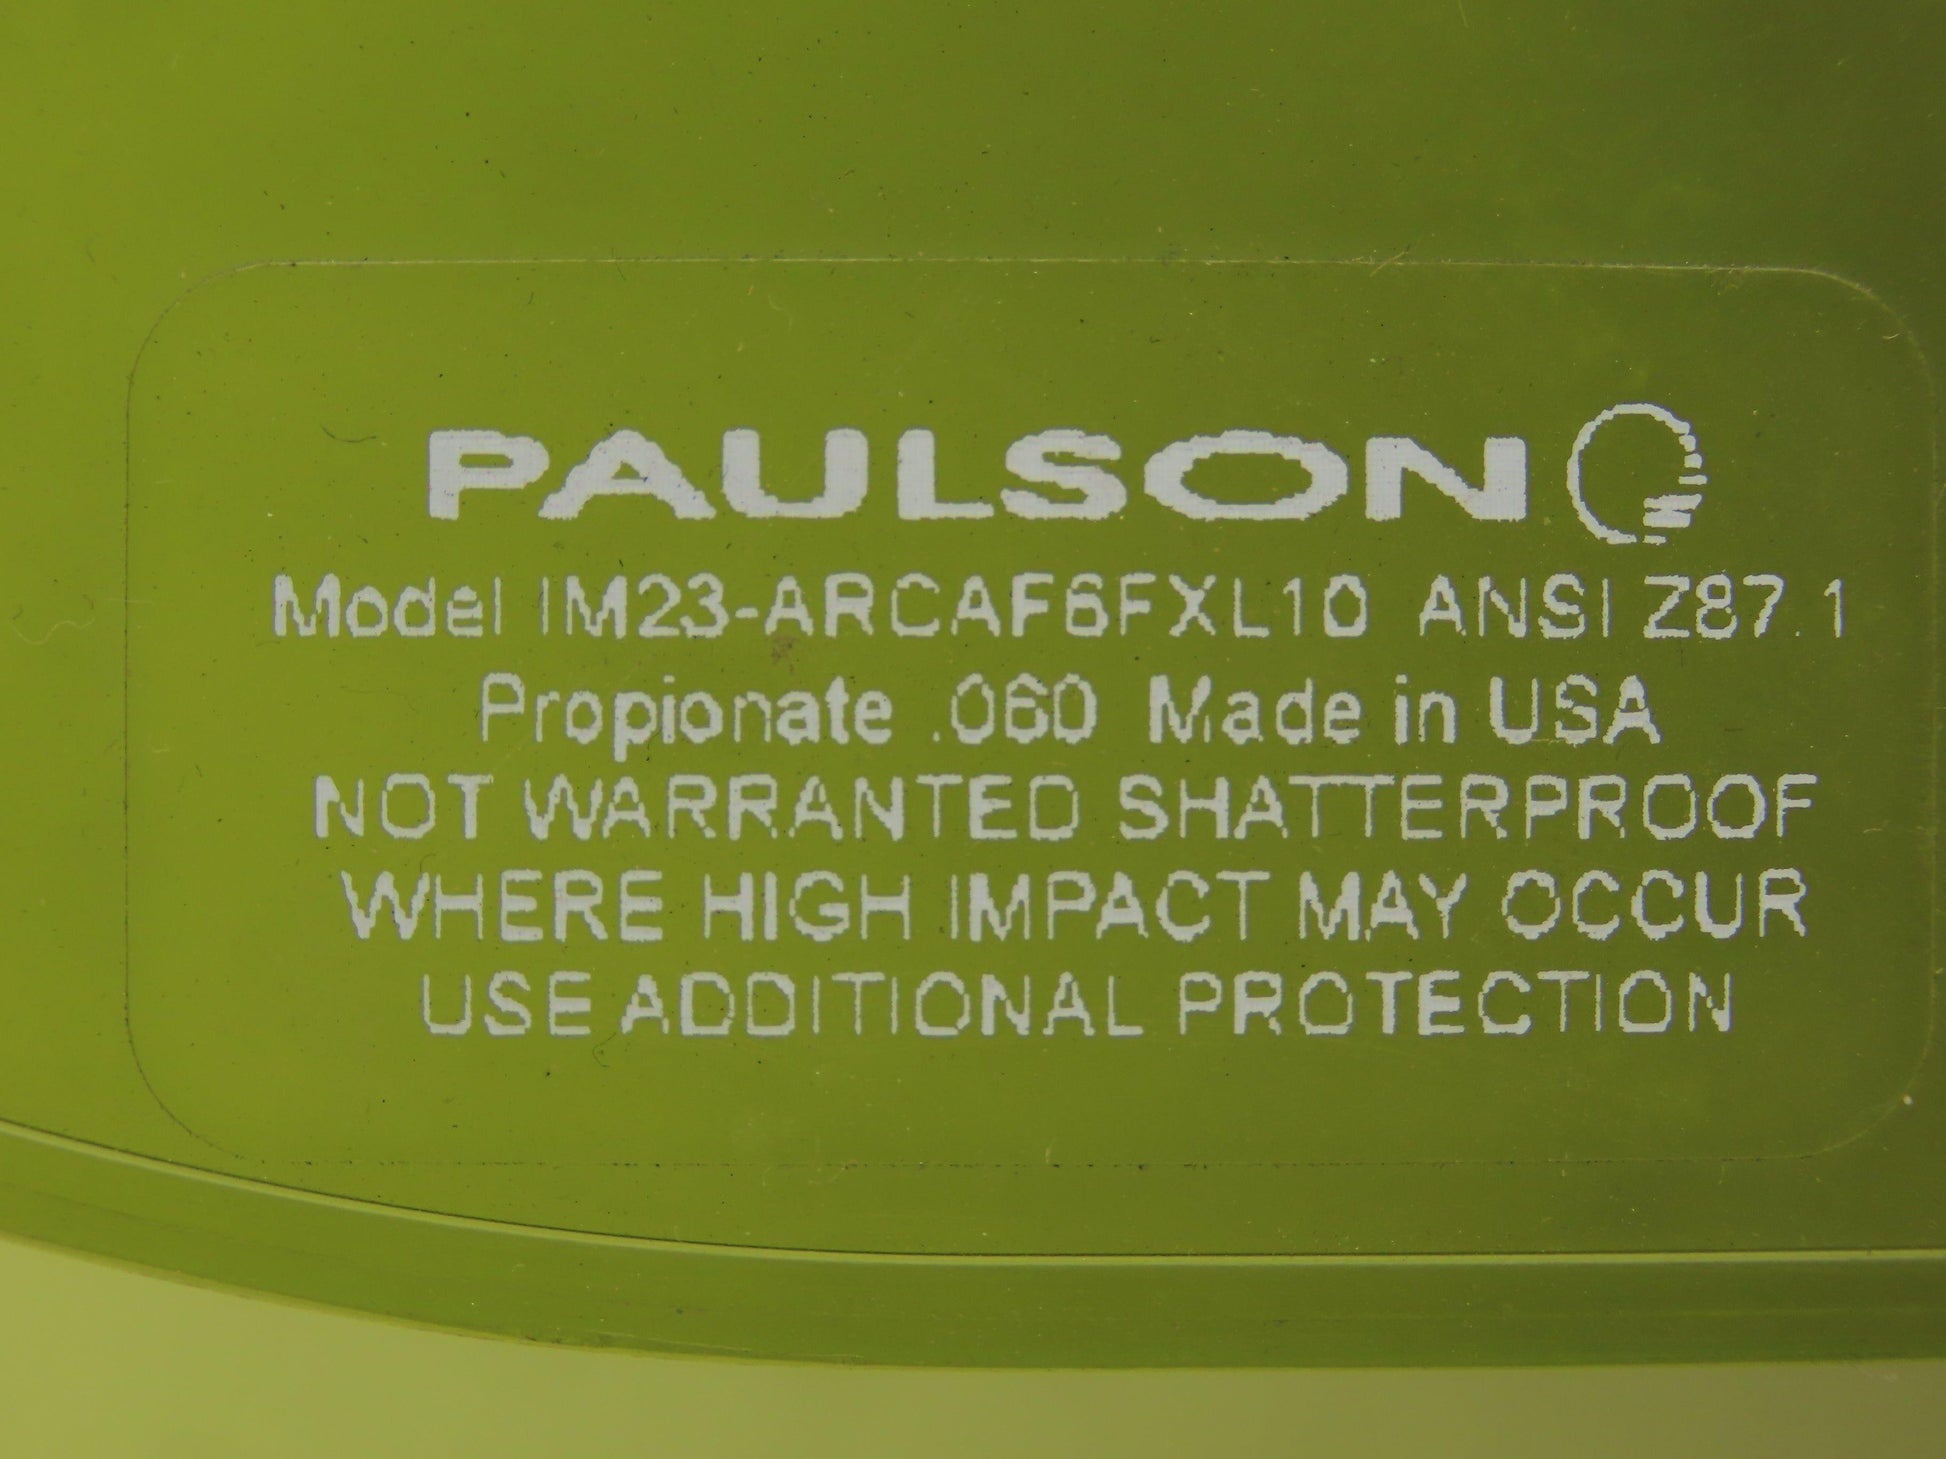 PAULSON
Model IM23-ARCAF6FXL10 ANSI Z87.1
Propionate .060 Made in USA
NOT WARRANTED SHATTERPROOF
WHERE HIGH IMPACT MAY OCCUR
USE ADDITIONAL PROTECTION